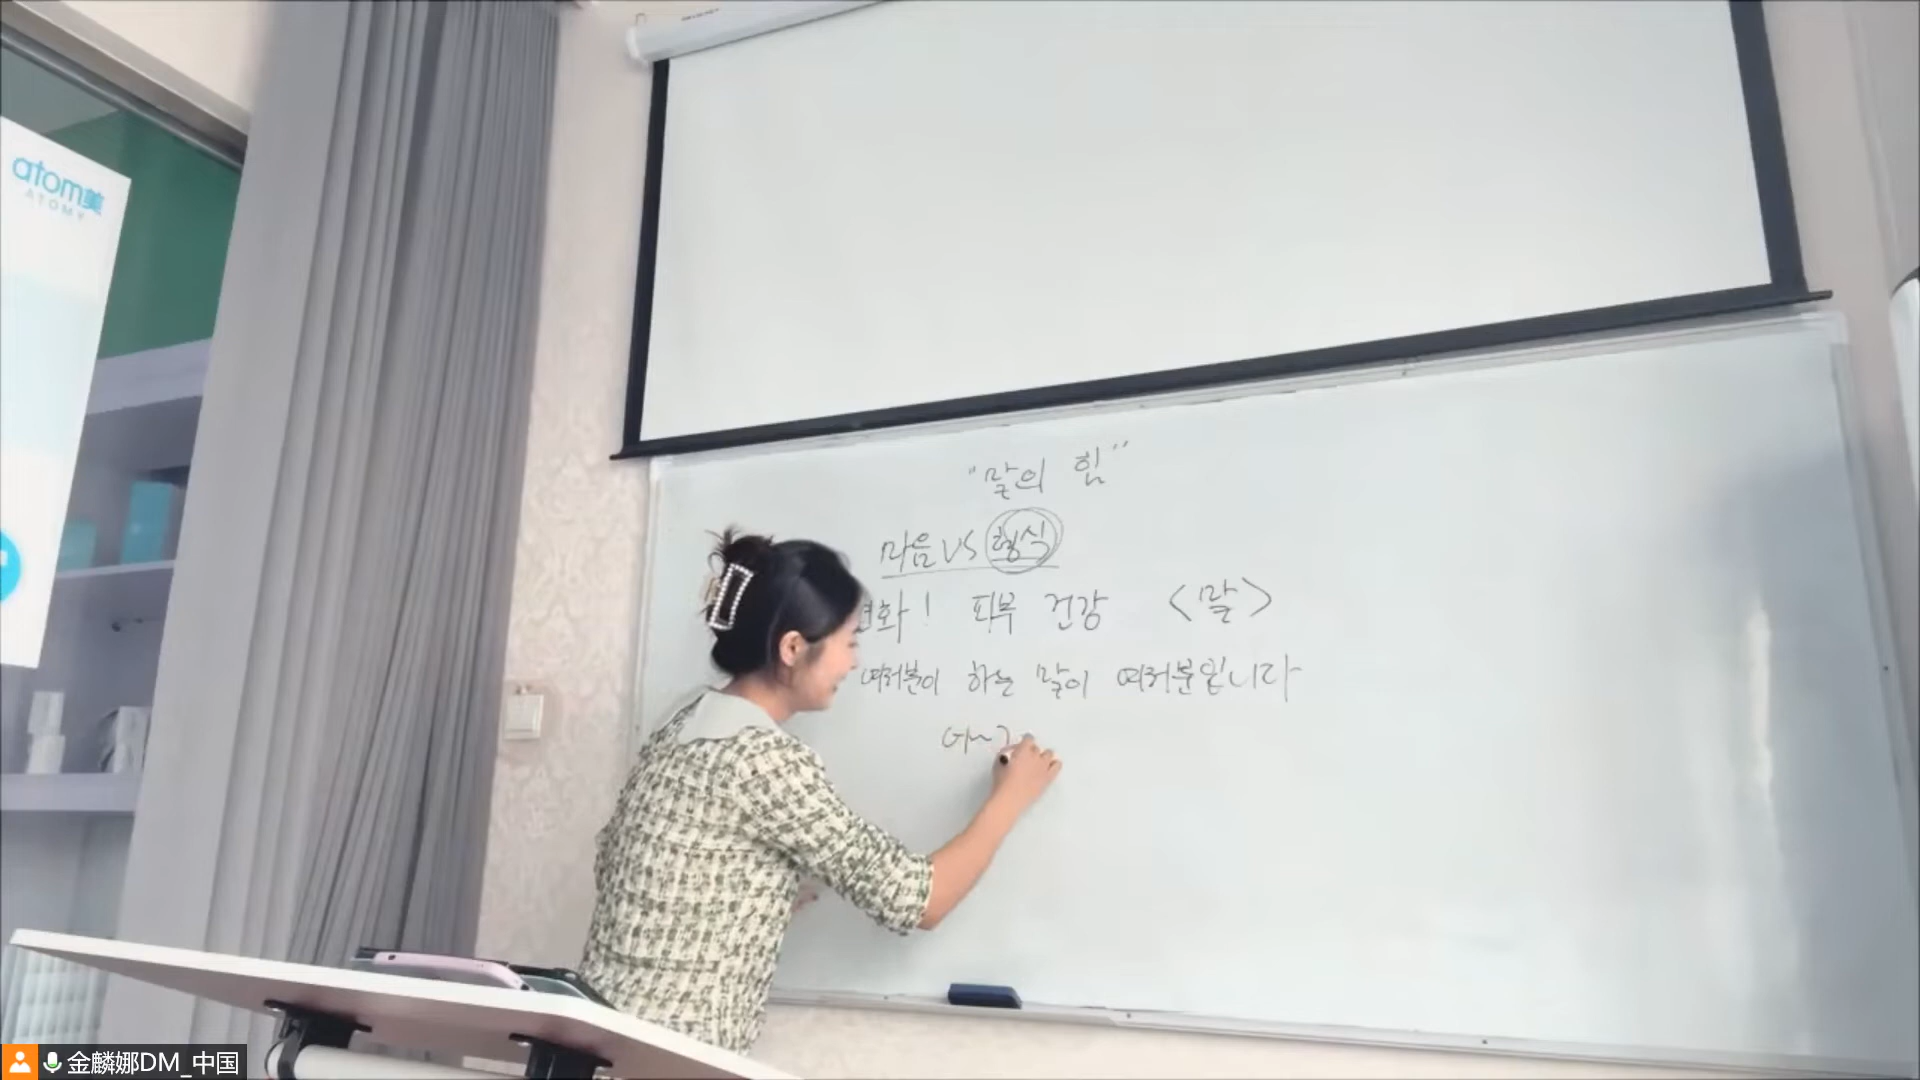 atom美
ATOMY
"말의 힘"
마음 VS 형식
변화! 피부 건강 <말>
여러분이 하는 말이 여러분입니다
金麟娜DM_中国